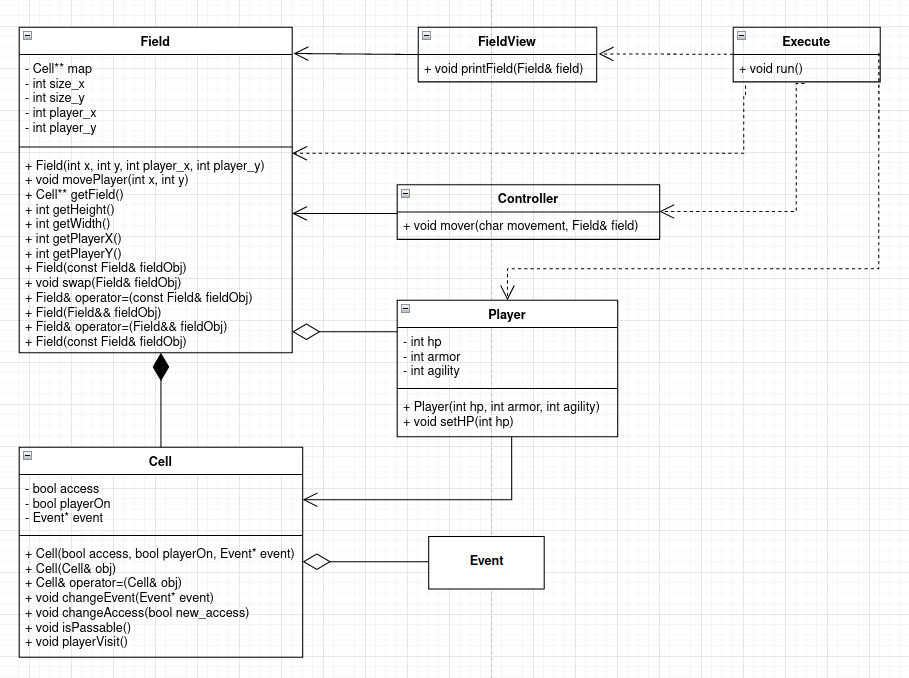 Field
- Cell** map
- int size_x
- int size_y
- int player_x
- int player_y
+ Field(int x, int y, int player_x, int player_y)
+ void movePlayer(int x, int y)
+ Cell** getField()
+ int getHeight()
+ int getWidth()
+ int getPlayerX()
+ int getPlayerY()
+ Field(const Field& fieldObj)
+ void swap(Field& fieldObj)
+ Field& operator=(const Field& fieldObj)
+ Field(Field&& fieldObj)
+ Field& operator=(Field&& fieldObj)
+ Field(const Field& fieldObj)
FieldView
+ void printField(Field& field)
Execute
+ void run()
Controller
+ void mover(char movement, Field& field)
Player
- int hp
- int armor
- int agility
+ Player(int hp, int armor, int agility)
+ void setHP(int hp)
Cell
- bool access
- bool playerOn
- Event* event
+ Cell(bool access, bool playerOn, Event* event)
+ Cell(Cell& obj)
+ Cell& operator=(Cell& obj)
+ void changeEvent(Event* event)
+ void changeAccess(bool new_access)
+ void isPassable()
+ void playerVisit()
Event